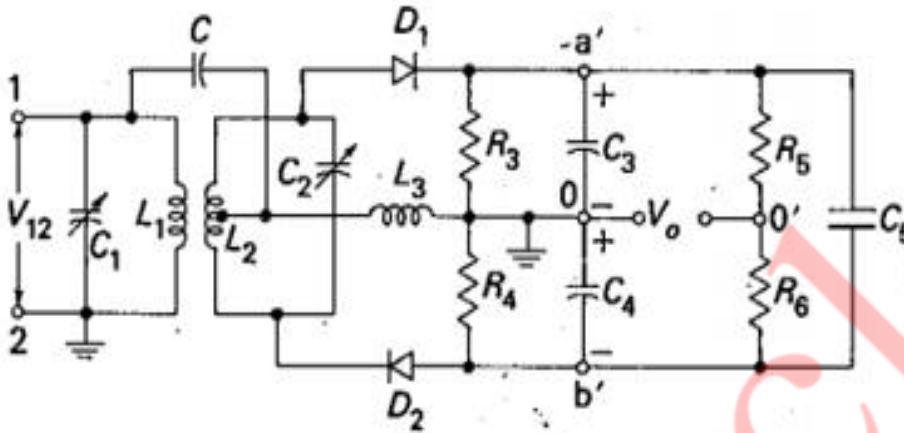 C
D₁
-a'
1
+
R₃
C₃
R₅
C₂
L₃
V₁₂
C₁
L₁
L₂
0
−
Vₒ
0'
C₅
+
R₄
C₄
R₆
2
−
D₂
b'